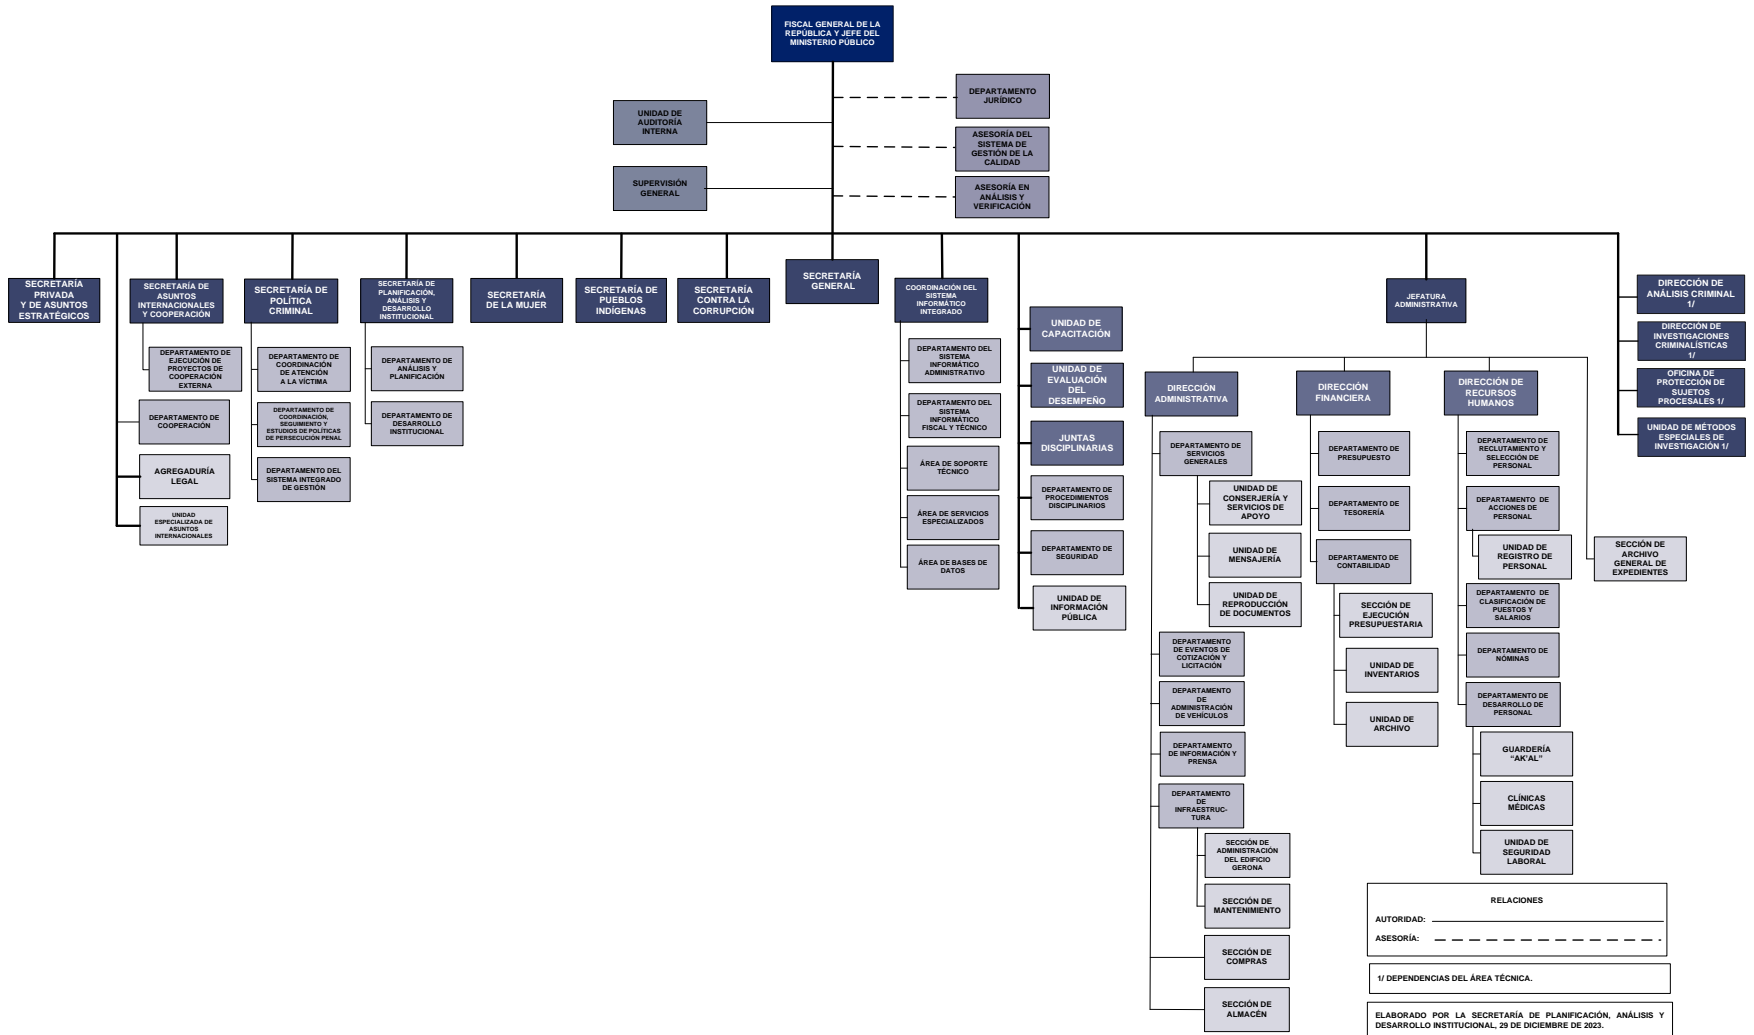 FISCAL GENERAL DE LA
REPÚBLICA Y JEFE DEL
MINISTERIO PÚBLICO
UNIDAD DE
AUDITORÍA
INTERNA
SUPERVISIÓN
GENERAL
DEPARTAMENTO
JURÍDICO
ASESORÍA DEL
SISTEMA DE
GESTIÓN DE LA
CALIDAD
ASESORÍA EN
ANÁLISIS Y
VERIFICACIÓN
SECRETARÍA
PRIVADA
Y DE ASUNTOS
ESTRATÉGICOS
SECRETARÍA DE
ASUNTOS
INTERNACIONALES
Y COOPERACIÓN
DEPARTAMENTO DE
EJECUCIÓN DE
PROYECTOS DE
COOPERACIÓN
EXTERNA
DEPARTAMENTO DE
COOPERACIÓN
AGREGADURÍA
LEGAL
UNIDAD
ESPECIALIZADA DE
ASUNTOS
INTERNACIONALES
SECRETARÍA DE
POLÍTICA
CRIMINAL
DEPARTAMENTO DE
COORDINACIÓN
DE ATENCIÓN
A LA VÍCTIMA
DEPARTAMENTO DE
COORDINACIÓN,
SEGUIMIENTO Y
ESTUDIOS DE POLÍTICAS
DE PERSECUCIÓN PENAL
DEPARTAMENTO DEL
SISTEMA INTEGRADO
DE GESTIÓN
SECRETARÍA DE
PLANIFICACIÓN,
ANÁLISIS Y
DESARROLLO
INSTITUCIONAL
DEPARTAMENTO DE
ANÁLISIS Y
PLANIFICACIÓN
DEPARTAMENTO DE
DESARROLLO
INSTITUCIONAL
SECRETARÍA
DE LA MUJER
SECRETARÍA DE
PUEBLOS
INDÍGENAS
SECRETARÍA
CONTRA LA
CORRUPCIÓN
SECRETARÍA
GENERAL
COORDINACIÓN DEL
SISTEMA
INFORMÁTICO
INTEGRADO
DEPARTAMENTO DEL
SISTEMA
INFORMÁTICO
ADMINISTRATIVO
DEPARTAMENTO DEL
SISTEMA
INFORMÁTICO
FISCAL Y TÉCNICO
ÁREA DE SOPORTE
TÉCNICO
ÁREA DE SERVICIOS
ESPECIALIZADOS
ÁREA DE BASES DE
DATOS
UNIDAD DE
CAPACITACIÓN
UNIDAD DE
EVALUACIÓN
DEL
DESEMPEÑO
JUNTAS
DISCIPLINARIAS
DEPARTAMENTO DE
PROCEDIMIENTOS
DISCIPLINARIOS
DEPARTAMENTO DE
SEGURIDAD
UNIDAD DE
INFORMACIÓN
PÚBLICA
JEFATURA
ADMINISTRATIVA
DIRECCIÓN
ADMINISTRATIVA
DEPARTAMENTO DE
SERVICIOS
GENERALES
UNIDAD DE
CONSERJERÍA Y
SERVICIOS DE
APOYO
UNIDAD DE
MENSAJERÍA
UNIDAD DE
REPRODUCCIÓN
DE DOCUMENTOS
DEPARTAMENTO
DE EVENTOS DE
COTIZACIÓN Y
LICITACIÓN
DEPARTAMENTO
DE
ADMINISTRACIÓN
DE VEHÍCULOS
DEPARTAMENTO
DE INFORMACIÓN Y
PRENSA
DEPARTAMENTO
DE
INFRAESTRUC-
TURA
SECCIÓN DE
ADMINISTRACIÓN
DEL EDIFICIO
GERONA
SECCIÓN DE
MANTENIMIENTO
SECCIÓN DE
COMPRAS
SECCIÓN DE
ALMACÉN
DIRECCIÓN
FINANCIERA
DEPARTAMENTO DE
PRESUPUESTO
DEPARTAMENTO DE
TESORERÍA
DEPARTAMENTO DE
CONTABILIDAD
SECCIÓN DE
EJECUCIÓN
PRESUPUESTARIA
UNIDAD DE
INVENTARIOS
UNIDAD DE
ARCHIVO
DIRECCIÓN DE
RECURSOS
HUMANOS
DEPARTAMENTO DE
RECLUTAMIENTO Y
SELECCIÓN DE
PERSONAL
DEPARTAMENTO DE
ACCIONES DE
PERSONAL
UNIDAD DE
REGISTRO DE
PERSONAL
DEPARTAMENTO DE
CLASIFICACIÓN DE
PUESTOS Y
SALARIOS
DEPARTAMENTO DE
NÓMINAS
DEPARTAMENTO DE
DESARROLLO DE
PERSONAL
GUARDERÍA
“AK’AL”
CLÍNICAS
MÉDICAS
UNIDAD DE
SEGURIDAD
LABORAL
SECCIÓN DE
ARCHIVO
GENERAL DE
EXPEDIENTES
DIRECCIÓN DE
ANÁLISIS CRIMINAL
1/
DIRECCIÓN DE
INVESTIGACIONES
CRIMINALÍSTICAS
1/
OFICINA DE
PROTECCIÓN DE
SUJETOS
PROCESALES 1/
UNIDAD DE MÉTODOS
ESPECIALES DE
INVESTIGACIÓN 1/
RELACIONES
AUTORIDAD:
ASESORÍA:
1/ DEPENDENCIAS DEL ÁREA TÉCNICA.
ELABORADO POR LA SECRETARÍA DE PLANIFICACIÓN, ANÁLISIS Y
DESARROLLO INSTITUCIONAL, 29 DE DICIEMBRE DE 2023.